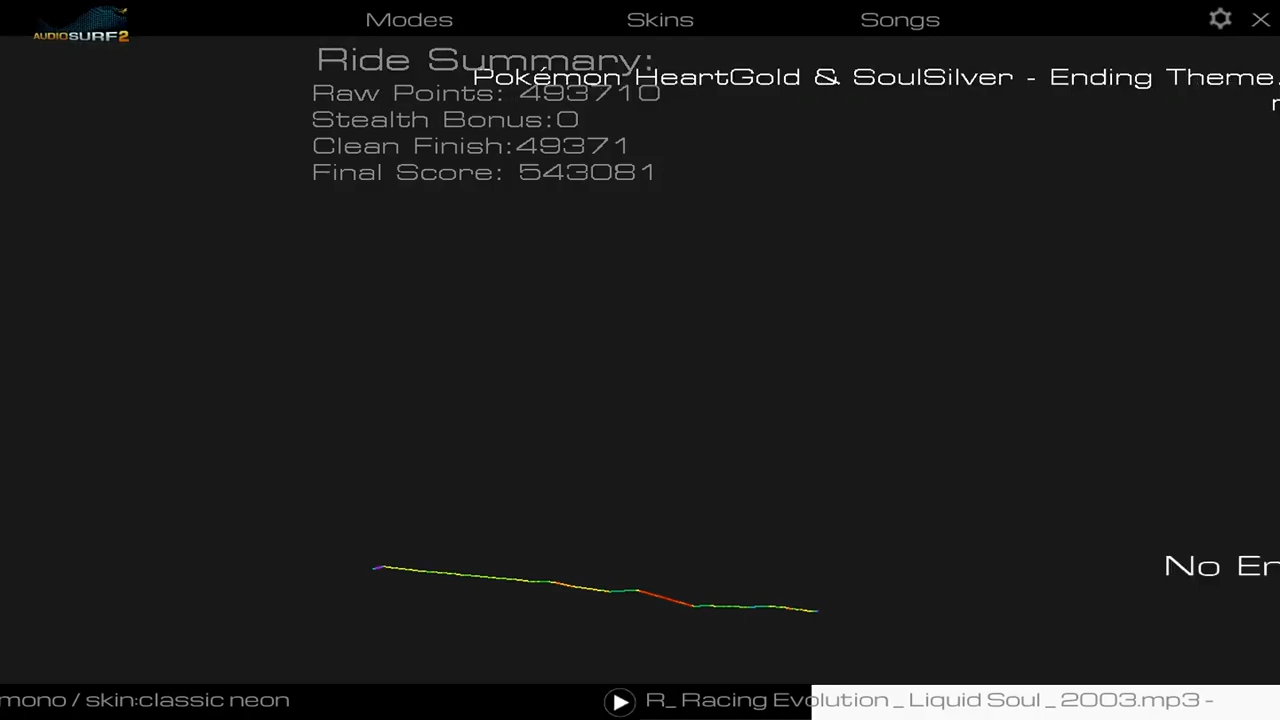 AUDIOSURF2
Modes
Skins
Songs
Ride Summary:
Pokémon HeartGold & SoulSilver - Ending Theme.
Raw Points: 493710
Stealth Bonus:0
Clean Finish:49371
Final Score: 543081
No En
mono / skin:classic neon
R_ Racing Evolution _ Liquid Soul _ 2003.mp3 -